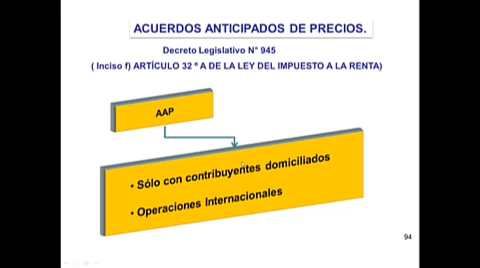 ACUERDOS ANTICIPADOS DE PRECIOS.
Decreto Legislativo N° 945
( Inciso f) ARTÍCULO 32 º A DE LA LEY DEL IMPUESTO A LA RENTA)
AAP
• Sólo con contribuyentes domiciliados
• Operaciones Internacionales
94